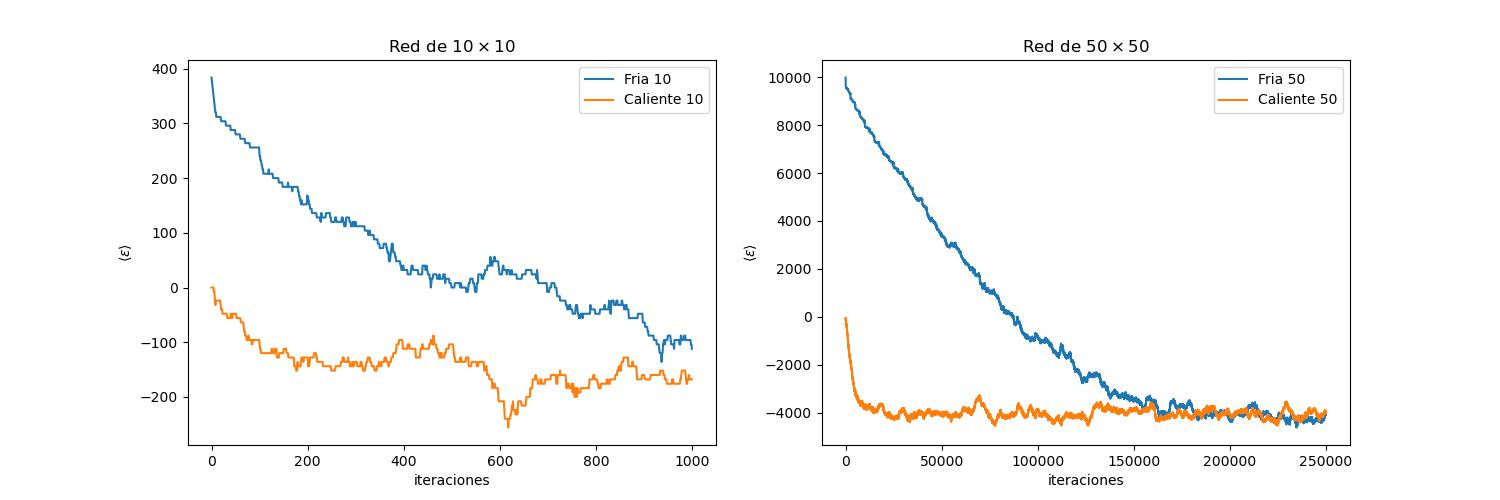 Red de 10 × 10
400
300
200
100
0
−100
−200
⟨ε⟩
0
200
400
600
800
1000
iteraciones
Fria 10
Caliente 10
Red de 50 × 50
10000
8000
6000
4000
2000
0
−2000
−4000
⟨ε⟩
0
50000
100000
150000
200000
250000
iteraciones
Fria 50
Caliente 50